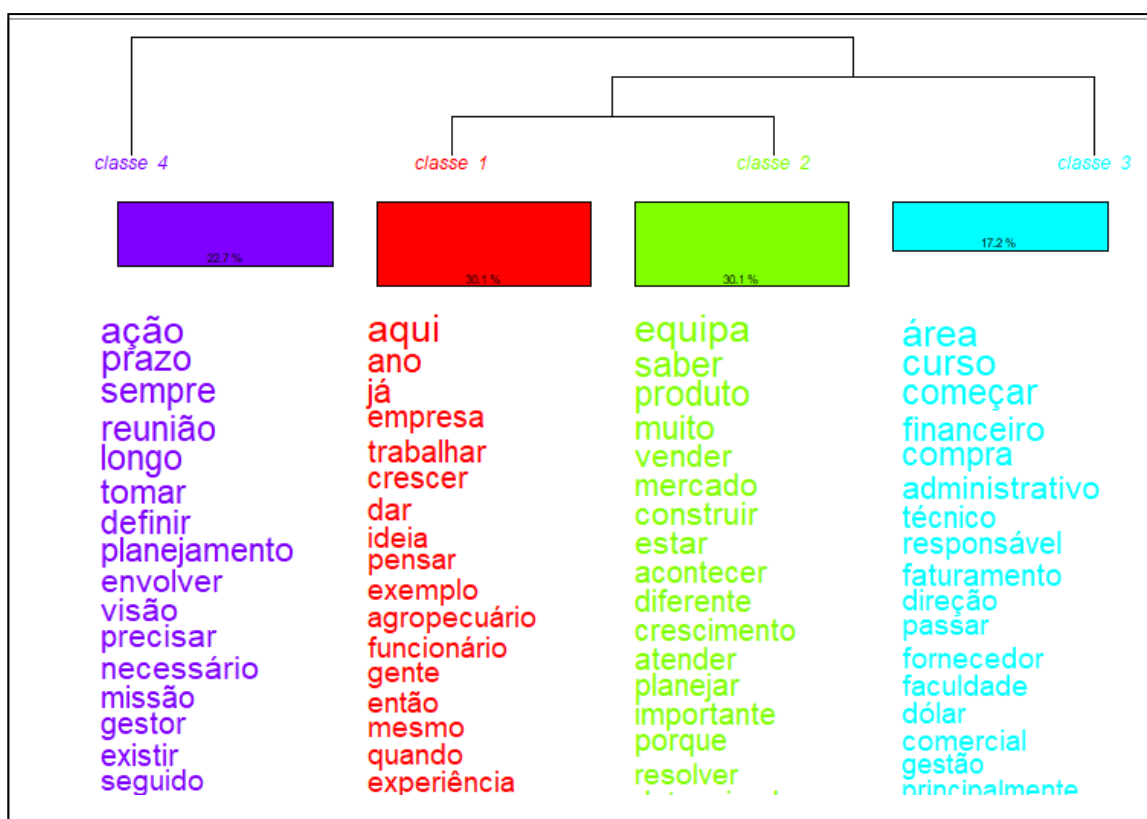 classe 4
classe 1
classe 2
classe 3
22.7 %
30.1 %
30.1 %
17.2 %
ação
prazo
sempre
reunião
longo
tomar
definir
planejamento
envolver
visão
precisar
necessário
missão
gestor
existir
seguido
aqui
ano
já
empresa
trabalhar
crescer
dar
ideia
pensar
exemplo
agropecuário
funcionário
gente
então
mesmo
quando
experiência
equipa
saber
produto
muito
vender
mercado
construir
estar
acontecer
diferente
crescimento
atender
planejar
importante
porque
resolver
área
curso
começar
financeiro
compra
administrativo
técnico
responsável
faturamento
direção
passar
fornecedor
faculdade
dólar
comercial
gestão
principalmente